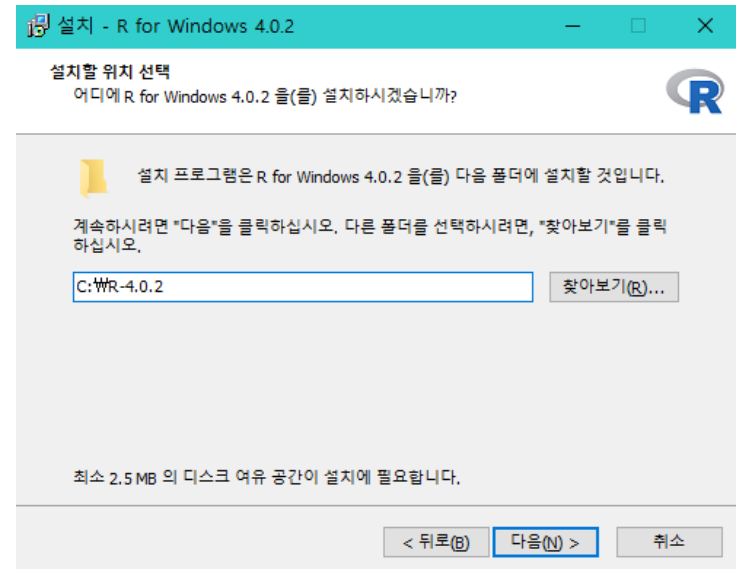 설치 - R for Windows 4.0.2
설치할 위치 선택
어디에 R for Windows 4.0.2 을(를) 설치하시겠습니까?
R
설치 프로그램은 R for Windows 4.0.2 을(를) 다음 폴더에 설치할 것입니다.
계속하시려면 "다음"을 클릭하십시오. 다른 폴더를 선택하시려면, "찾아보기"를 클릭
하십시오.
C:₩R-4.0.2
찾아보기(R)...
최소 2.5 MB 의 디스크 여유 공간이 설치에 필요합니다.
< 뒤로(B) 다음(N) > 취소